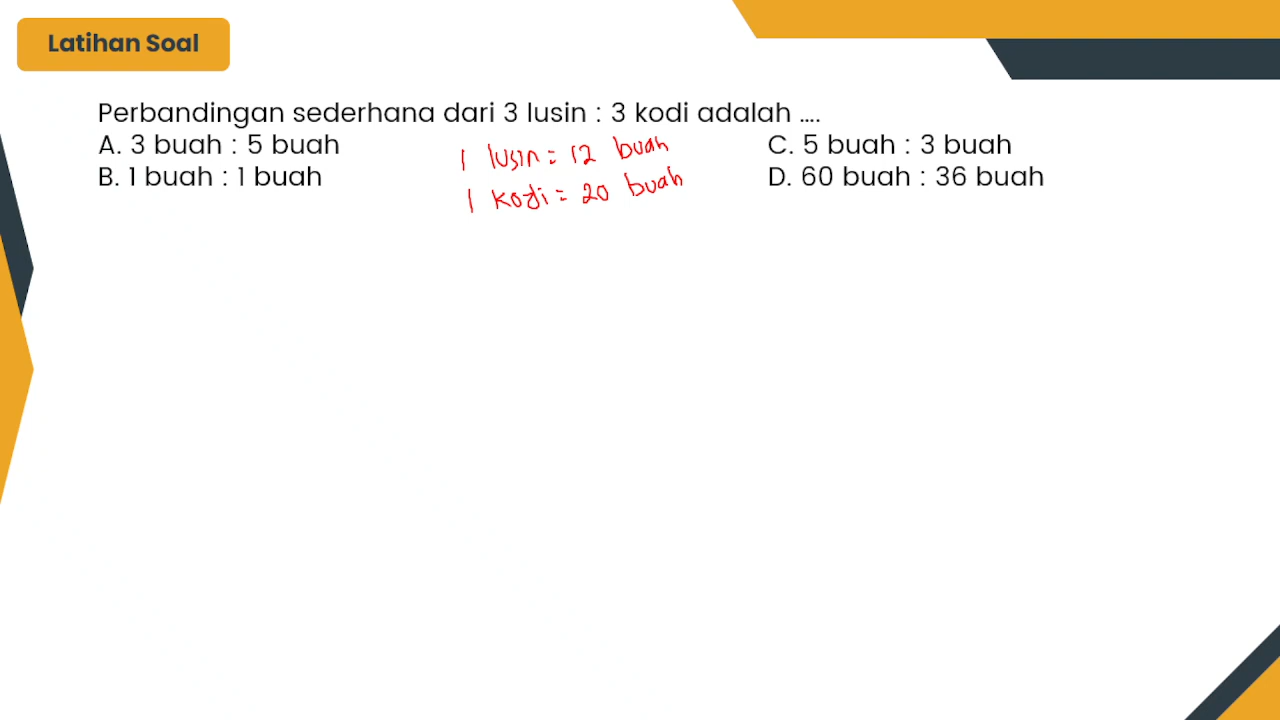 Latihan Soal
Perbandingan sederhana dari 3 lusin : 3 kodi adalah ....
A. 3 buah : 5 buah
B. 1 buah : 1 buah
1 lusin = 12 buah
1 kodi = 20 buah
C. 5 buah : 3 buah
D. 60 buah : 36 buah